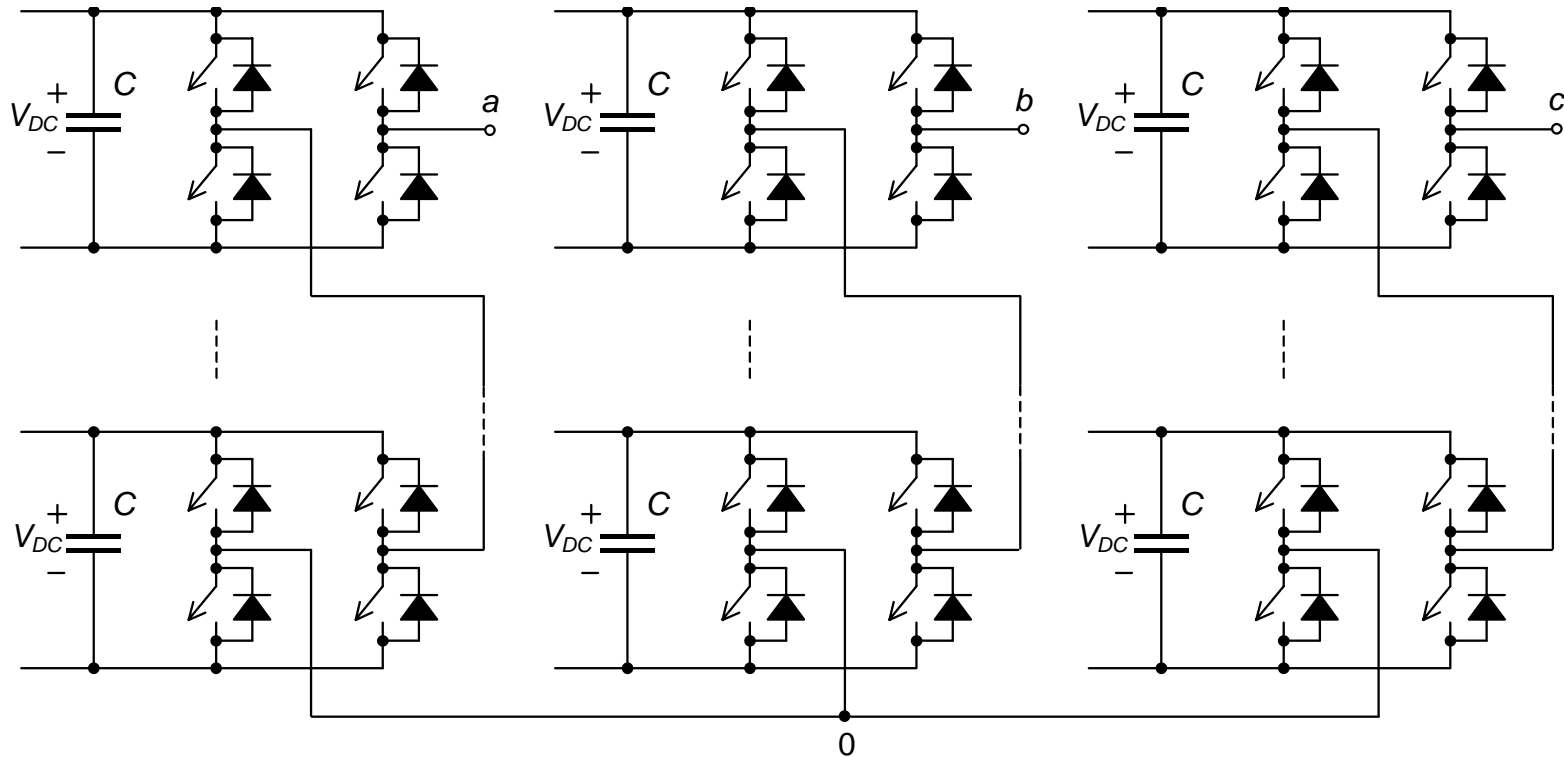 + C a + C b + C c
V_DC V_DC V_DC
− − −
+ C + C + C
V_DC V_DC V_DC
− − −
0